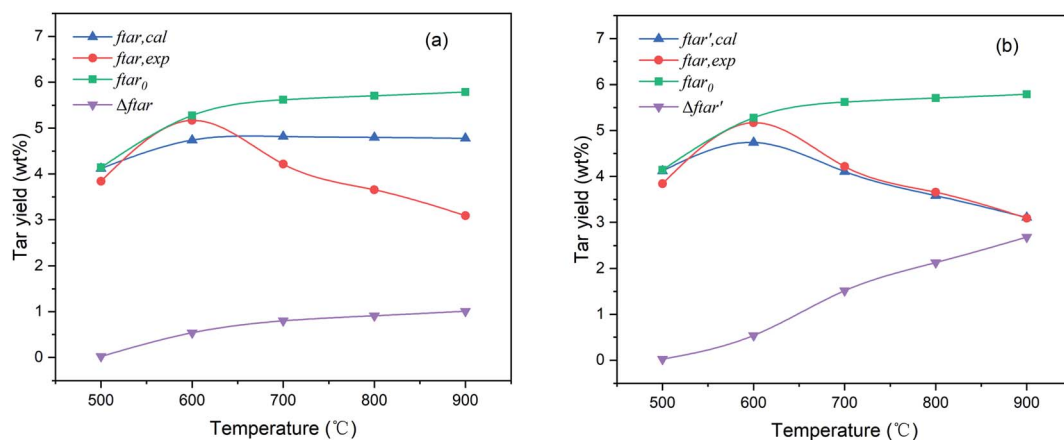 (a)
ftar,cal
ftar,exp
ftar0
Δftar
7
6
5
4
3
2
1
0
Tar yield (wt%)
500 600 700 800 900
Temperature (℃)
(b)
ftar',cal
ftar,exp
ftar0
Δftar'
7
6
5
4
3
2
1
0
Tar yield (wt%)
500 600 700 800 900
Temperature (℃)